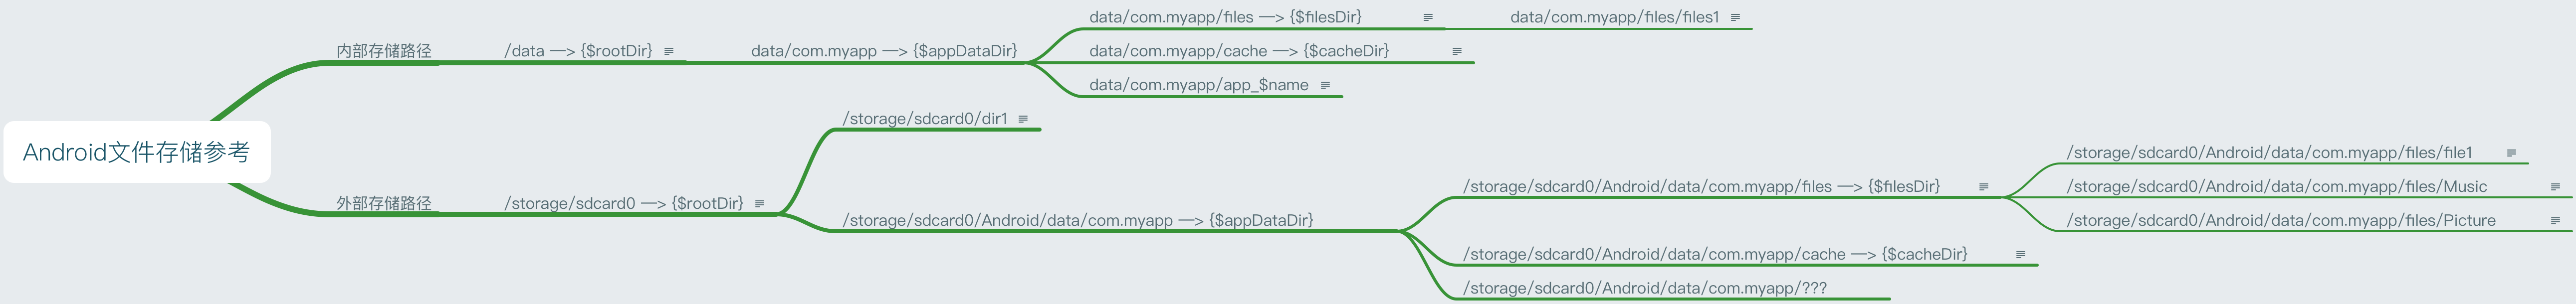 Android文件存储参考
内部存储路径
/data —> {$rootDir}
data/com.myapp —> {$appDataDir}
data/com.myapp/files —> {$filesDir}
data/com.myapp/files/files1
data/com.myapp/cache —> {$cacheDir}
data/com.myapp/app_$name
外部存储路径
/storage/sdcard0 —> {$rootDir}
/storage/sdcard0/dir1
/storage/sdcard0/Android/data/com.myapp —> {$appDataDir}
/storage/sdcard0/Android/data/com.myapp/files —> {$filesDir}
/storage/sdcard0/Android/data/com.myapp/files/file1
/storage/sdcard0/Android/data/com.myapp/files/Music
/storage/sdcard0/Android/data/com.myapp/files/Picture
/storage/sdcard0/Android/data/com.myapp/cache —> {$cacheDir}
/storage/sdcard0/Android/data/com.myapp/???